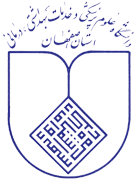 دانشگاه علوم پزشکی و خدمات بهداشتی، درمانی
استان اصفهان